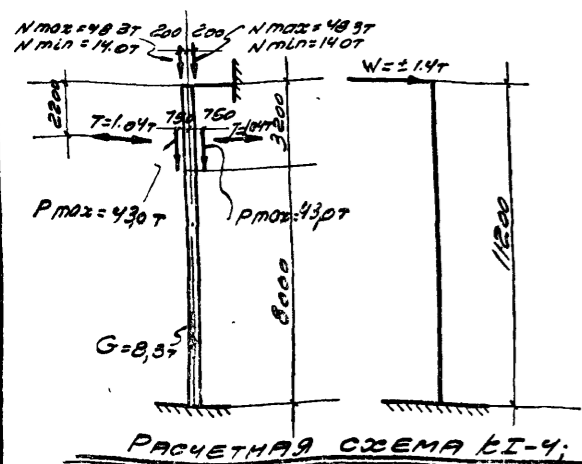 Nmax=48.3т 200 200 Nmax=48.3т
Nmin=14.0т Nmin=14.0т
W=±1.4т
2200
750 750
T=1.04т T=1.04т
3200
Pmax=43,0т Pmax=43,0т
11200
8000
G=8,3т
РАСЧЕТНАЯ СХЕМА КI-4;